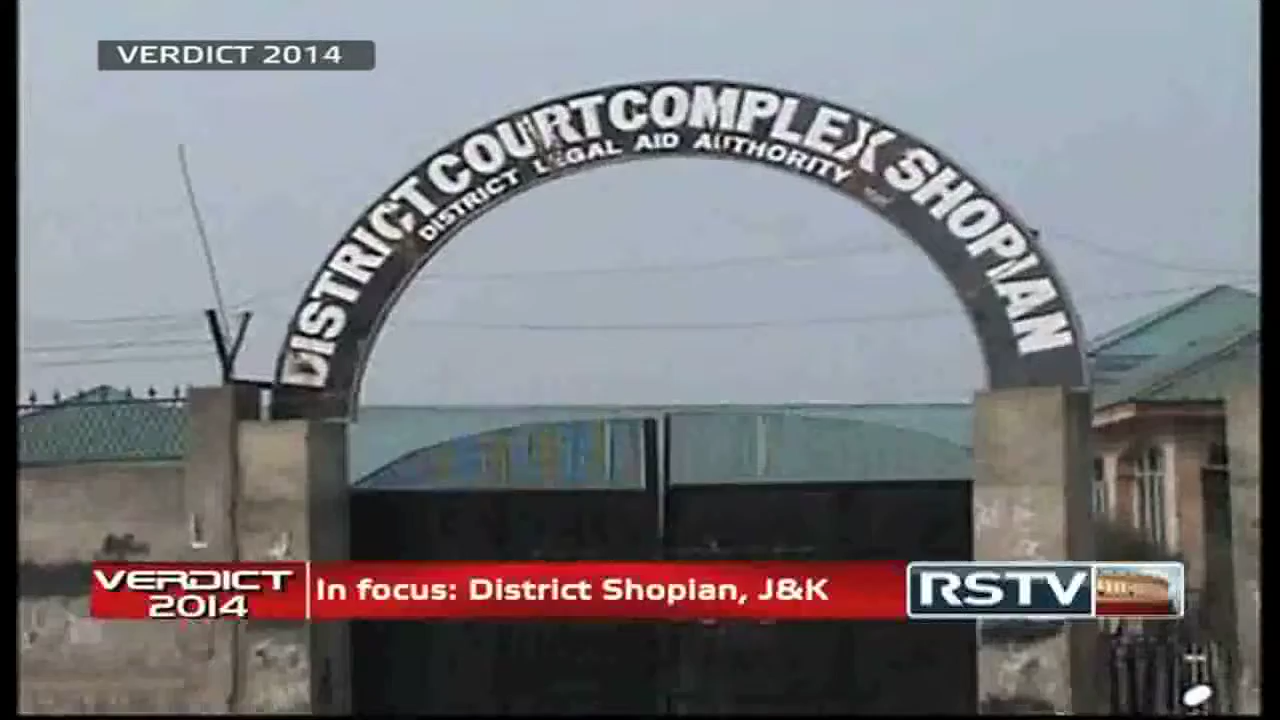 VERDICT 2014
DISTRICT COURT COMPLEX SHOPIAN
DISTRICT LEGAL AID AUTHORITY
VERDICT
2014
In focus: District Shopian, J&K
RSTV